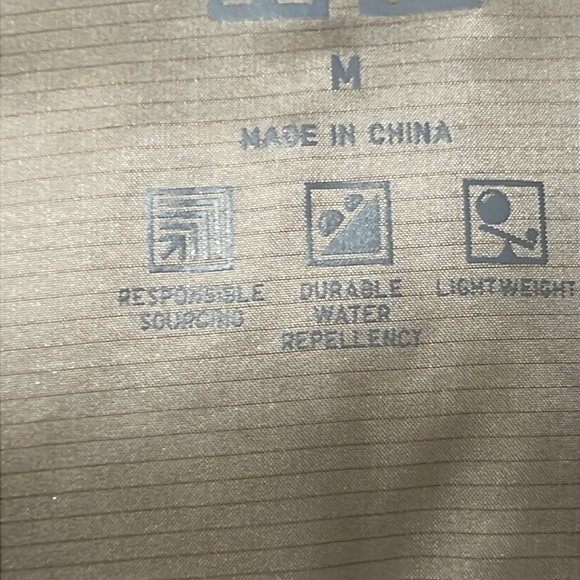 M
MADE IN CHINA
RESPONSIBLE
SOURCING
DURABLE
WATER
REPELLENCY
LIGHTWEIGHT